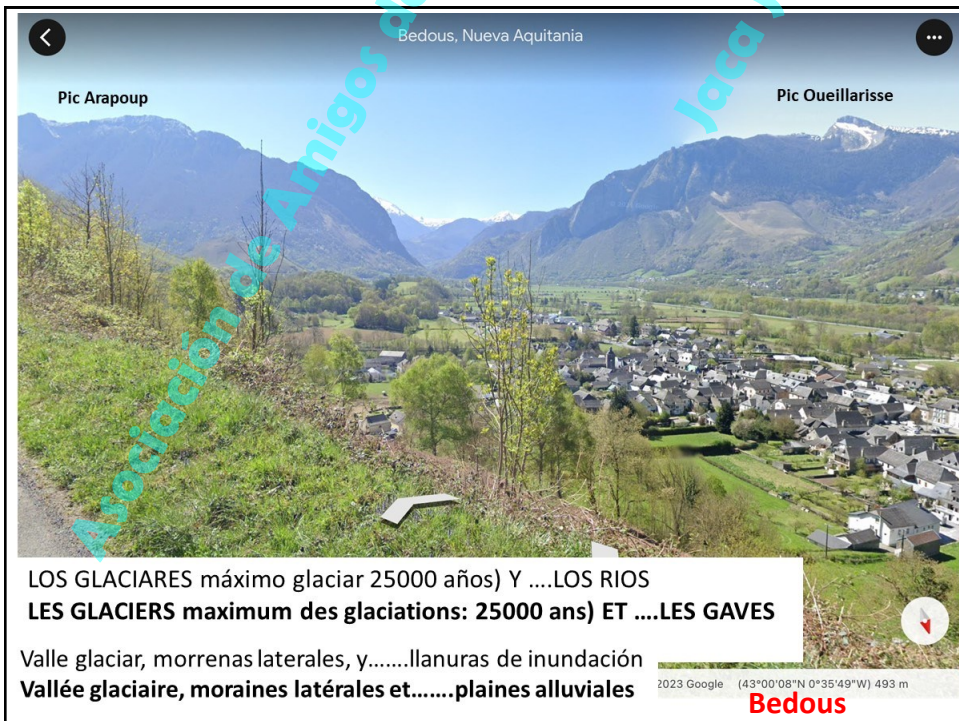 Bedous, Nueva Aquitania
Pic Arapoup
Pic Oueillarisse
Asociación de Amigos de
Jaca y
LOS GLACIARES máximo glaciar 25000 años) Y ....LOS RIOS
LES GLACIERS maximum des glaciations: 25000 ans) ET ....LES GAVES
Valle glaciar, morrenas laterales, y.......llanuras de inundación
Vallée glaciaire, moraines latérales et.......plaines alluviales
2023 Google (43°00'08"N 0°35'49"W) 493 m
Bedous